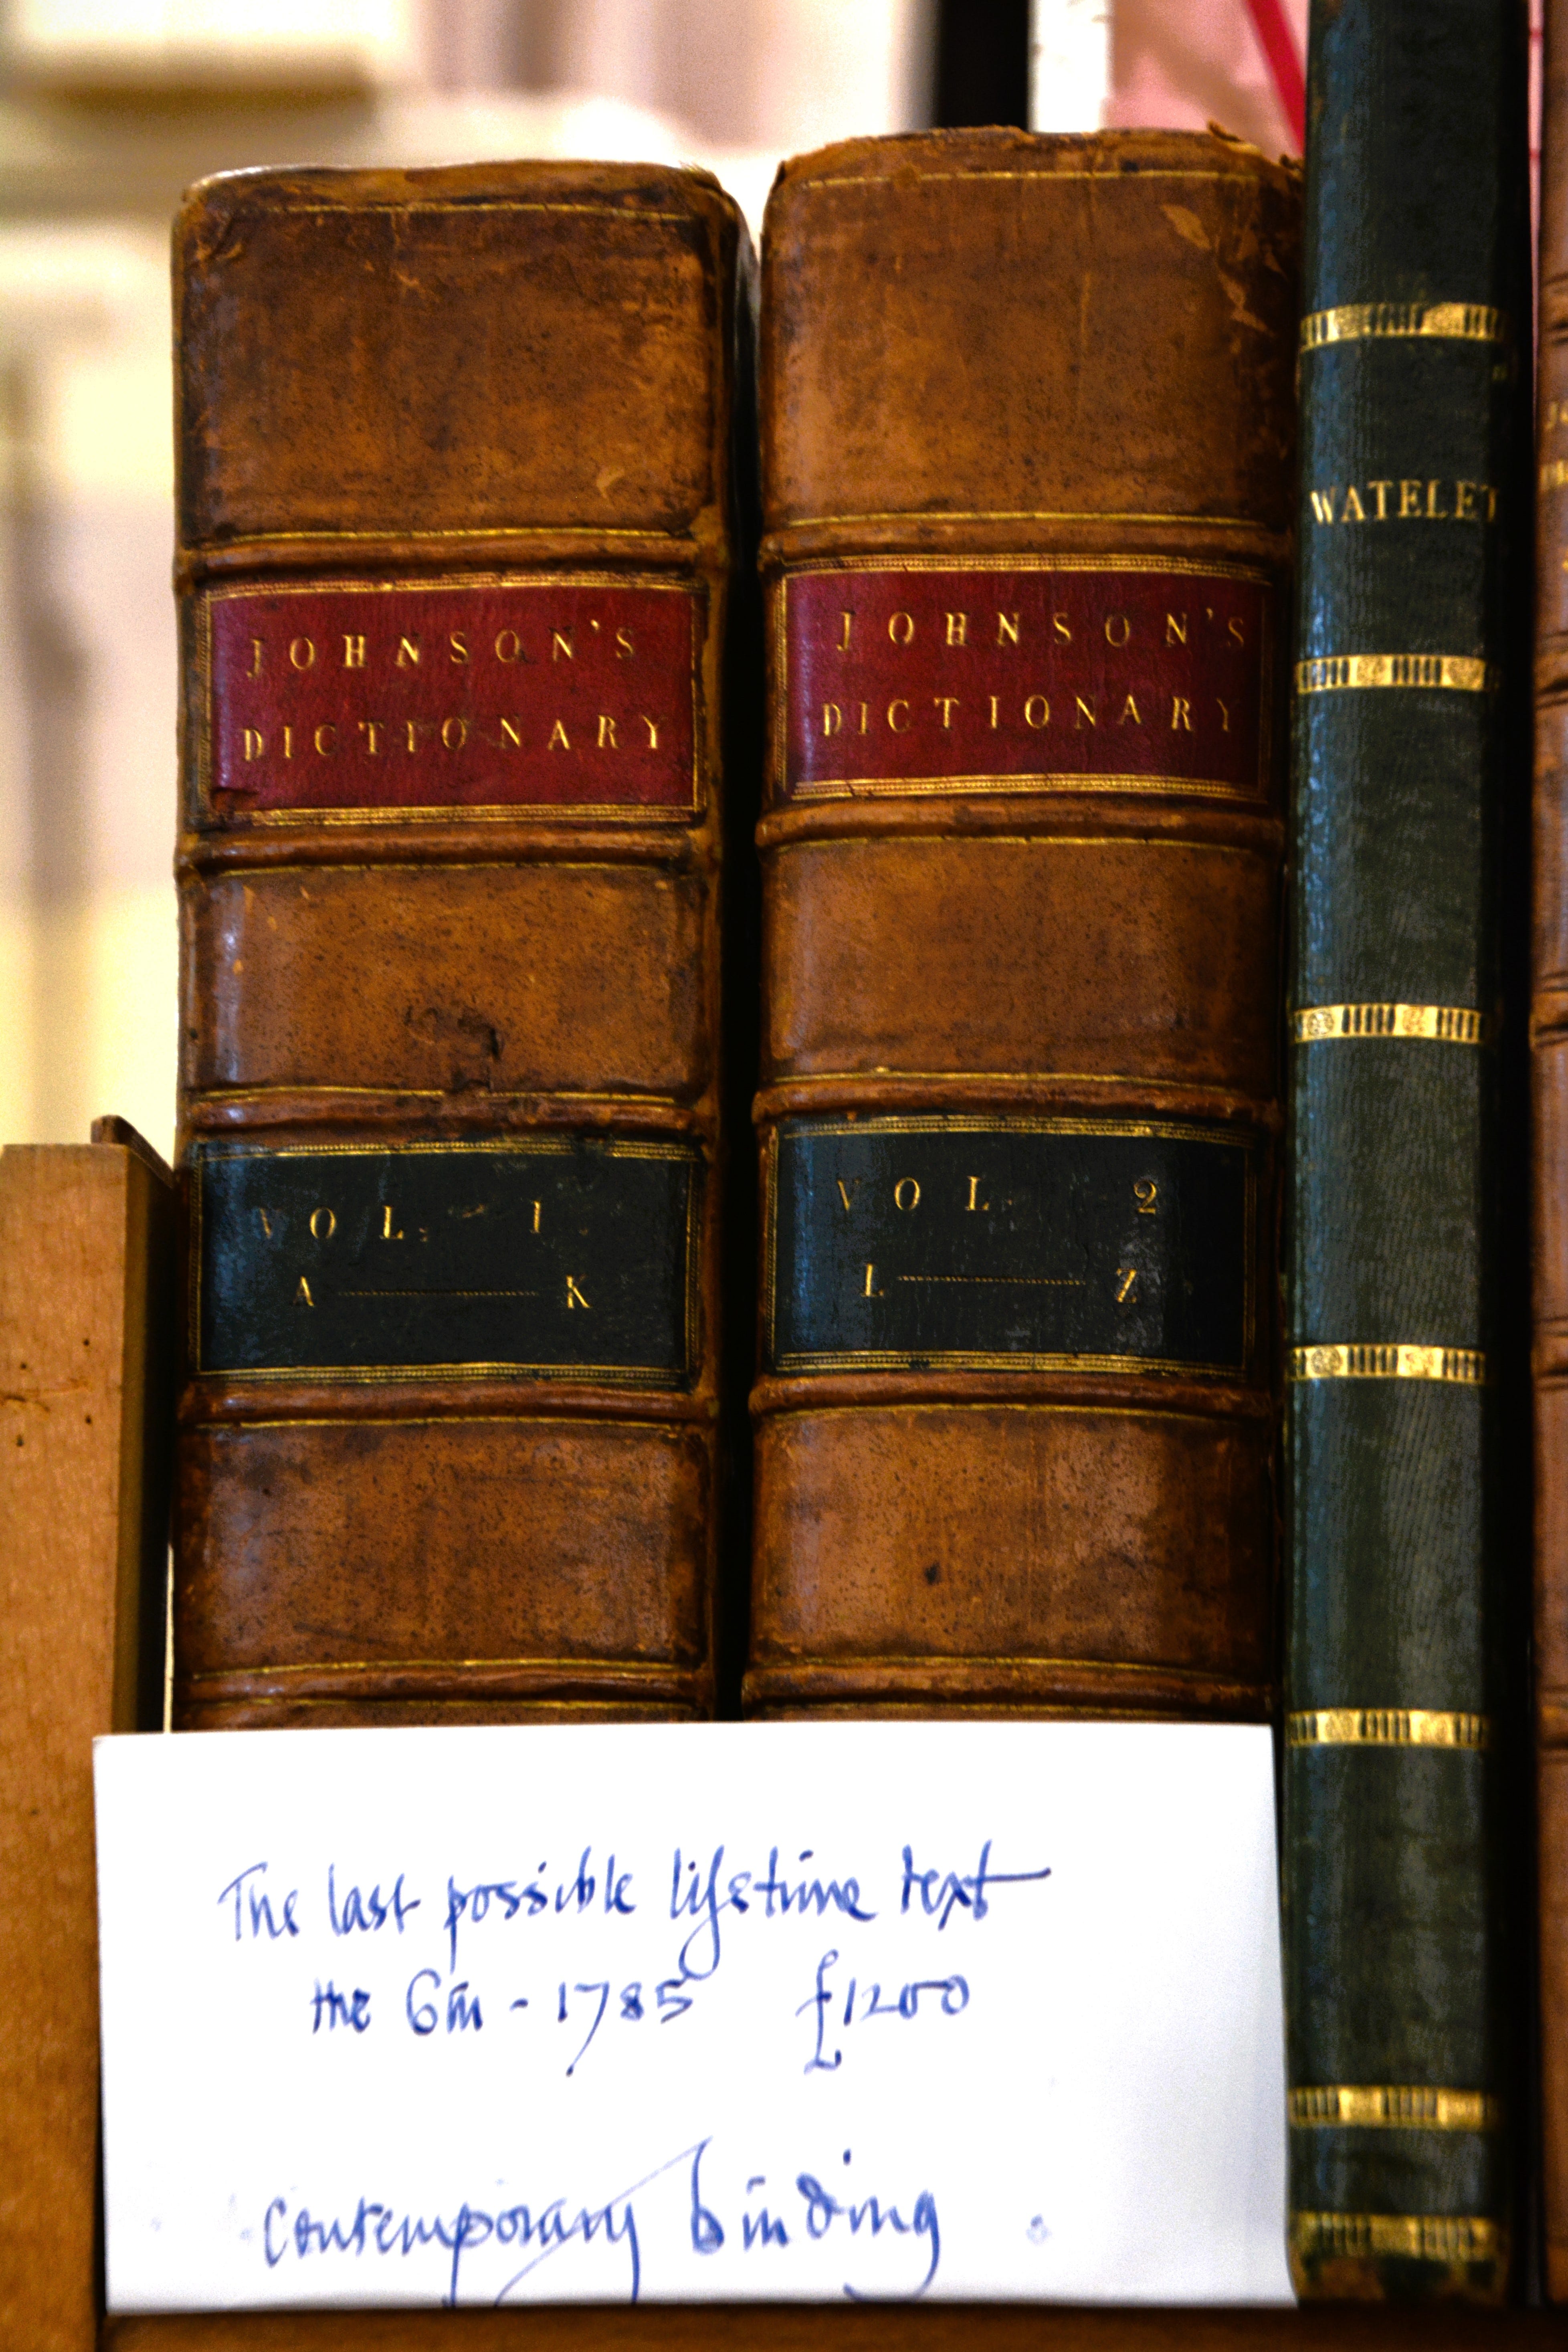 JOHNSON'S
DICTIONARY
VOL. 1.
A K
JOHNSON'S
DICTIONARY
VOL. 2
L Z
WATELET
The last possible lifetime text
the 6th - 1785 £1200
Contemporary binding